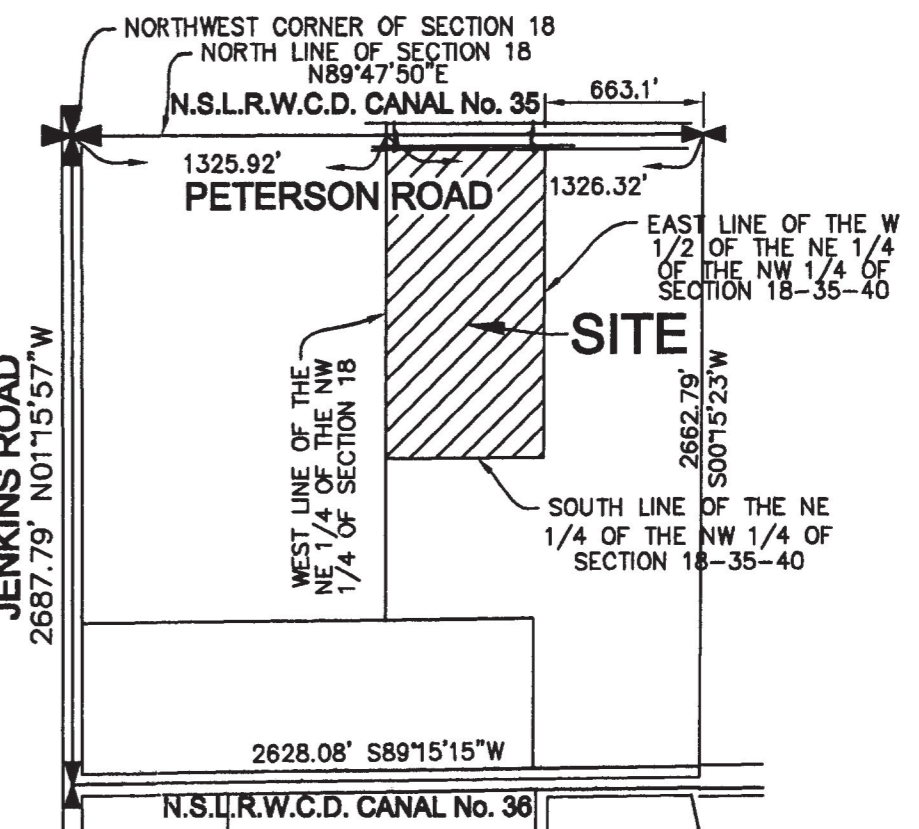 NORTHWEST CORNER OF SECTION 18
NORTH LINE OF SECTION 18
N89°47'50"E
N.S.L.R.W.C.D. CANAL No. 35
663.1'
1325.92'
1326.32'
PETERSON ROAD
EAST LINE OF THE W
1/2 OF THE NE 1/4
OF THE NW 1/4 OF
SECTION 18-35-40
SITE
WEST LINE OF THE
NE 1/4 OF THE NW
1/4 OF SECTION 18
JENKINS ROAD
2687.79' N01°15'57"W
2662.79'
S00°15'23"W
SOUTH LINE OF THE NE
1/4 OF THE NW 1/4 OF
SECTION 18-35-40
2628.08' S89°15'15"W
N.S.L.R.W.C.D. CANAL No. 36